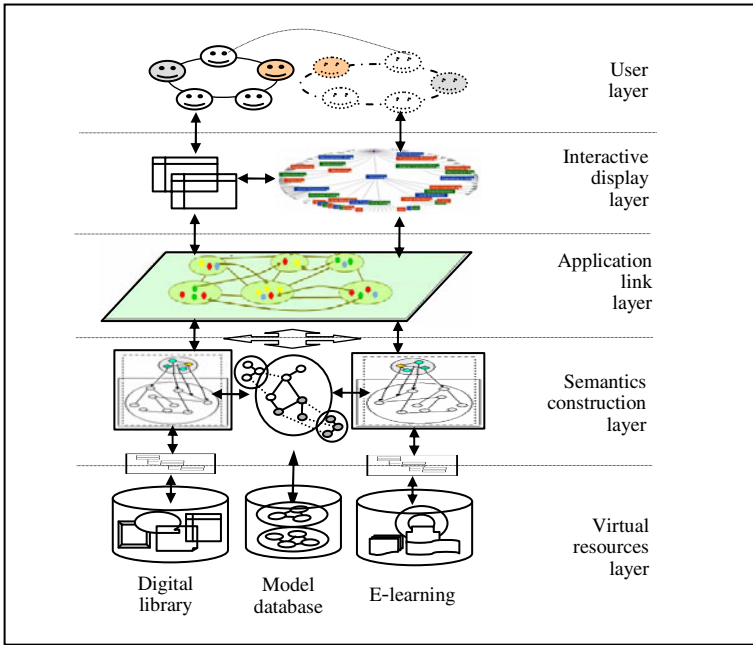 User
layer
Interactive
display
layer
Application
link
layer
Semantics
construction
layer
Virtual
resources
layer
Digital
library
Model
database
E-learning